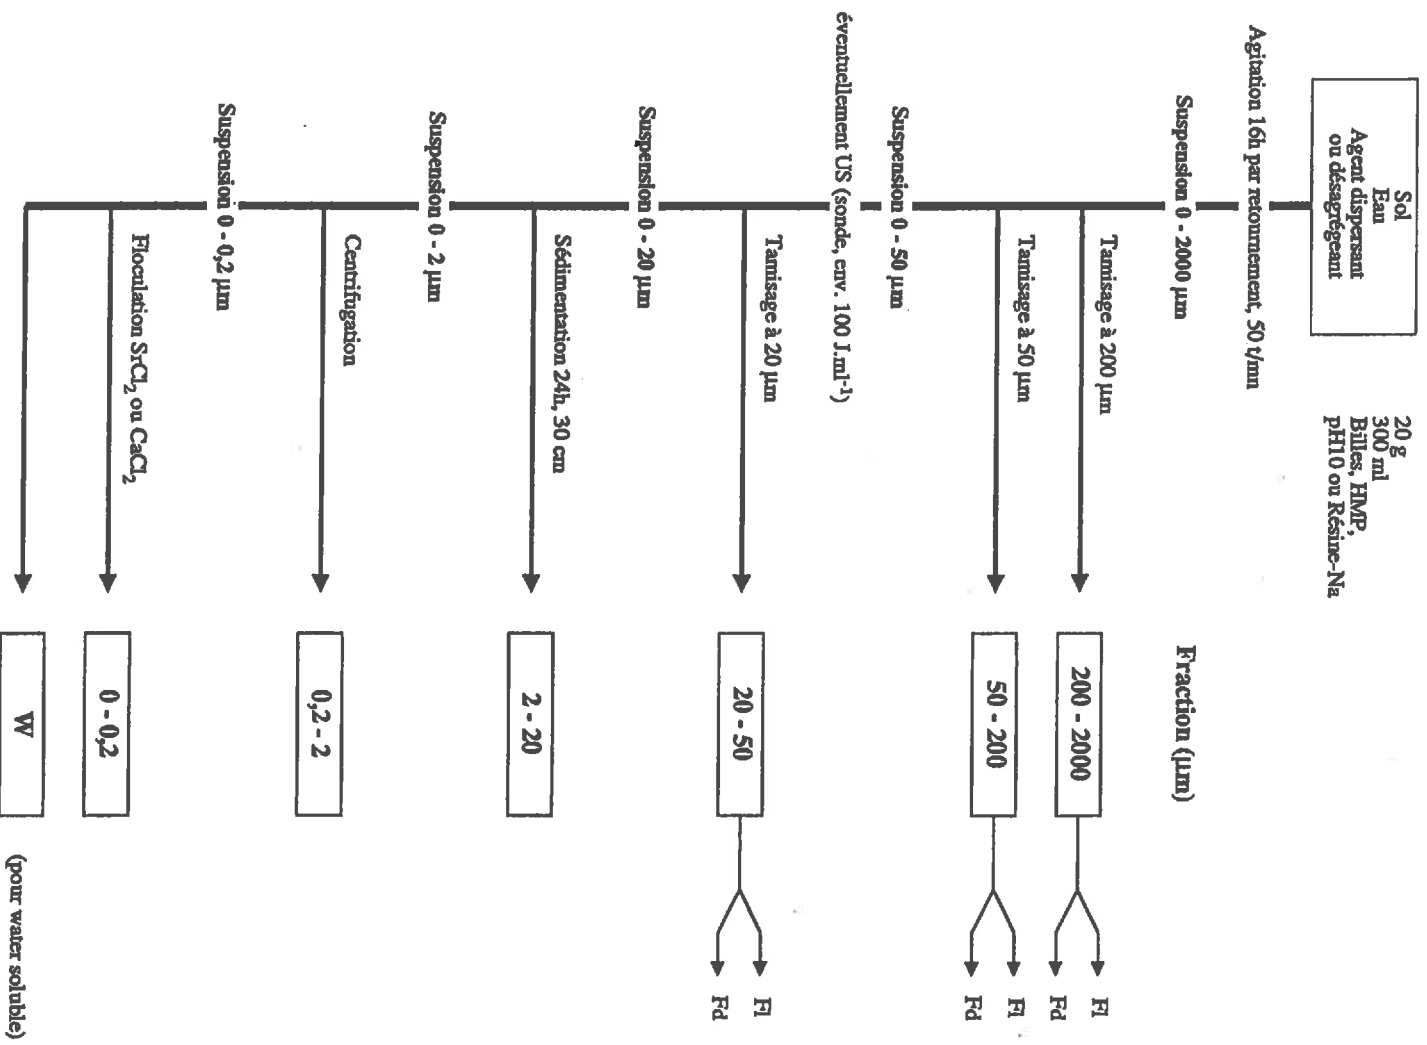 Sol
Eau
Agent dispersant
ou désagrégeant
20 g
300 ml
Billes, HMP,
pH10 ou Résine-Na
Agitation 16h par retournement, 50 t/mn
Suspension 0 - 2000 µm
Fraction (µm)
Tamisage à 200 µm
200 - 2000
Fl
Fd
Tamisage à 50 µm
50 - 200
Fl
Fd
Suspension 0 - 50 µm
éventuellement US (sonde, env. 100 J.ml⁻¹)
Tamisage à 20 µm
20 - 50
Fl
Fd
Suspension 0 - 20 µm
Sédimentation 24h, 30 cm
2 - 20
Suspension 0 - 2 µm
Centrifugation
0,2 - 2
Suspension 0 - 0,2 µm
Floculation SrCl₂ ou CaCl₂
0 - 0,2
W
(pour water soluble)